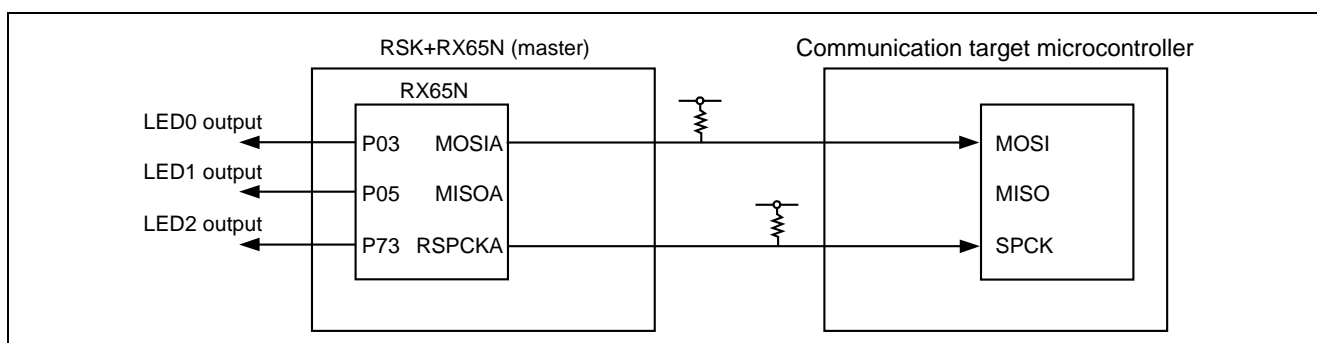 RSK+RX65N (master)
Communication target microcontroller
RX65N
LED0 output
P03 MOSIA
MOSI
LED1 output
P05 MISOA
MISO
LED2 output
P73 RSPCKA
SPCK